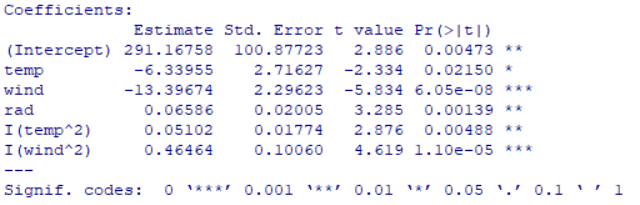 Coefficients:
Estimate Std. Error t value Pr(>|t|)
(Intercept) 291.16758 100.87723 2.886 0.00473 **
temp -6.33955 2.71627 -2.334 0.02150 *
wind -13.39674 2.29623 -5.834 6.05e-08 ***
rad 0.06586 0.02005 3.285 0.00139 **
I(temp^2) 0.05102 0.01774 2.876 0.00488 **
I(wind^2) 0.46464 0.10060 4.619 1.10e-05 ***
---
Signif. codes: 0 ‘***’ 0.001 ‘**’ 0.01 ‘*’ 0.05 ‘.’ 0.1 ‘ ’ 1